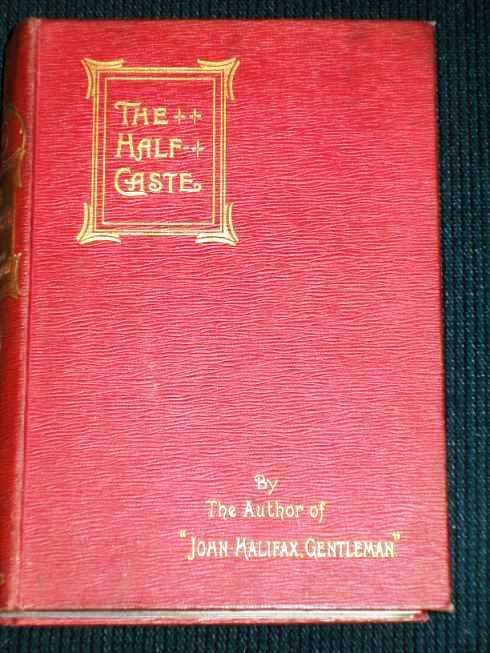 THE
HALF-
CASTE
By
The Author of
"JOHN HALIFAX, GENTLEMAN"